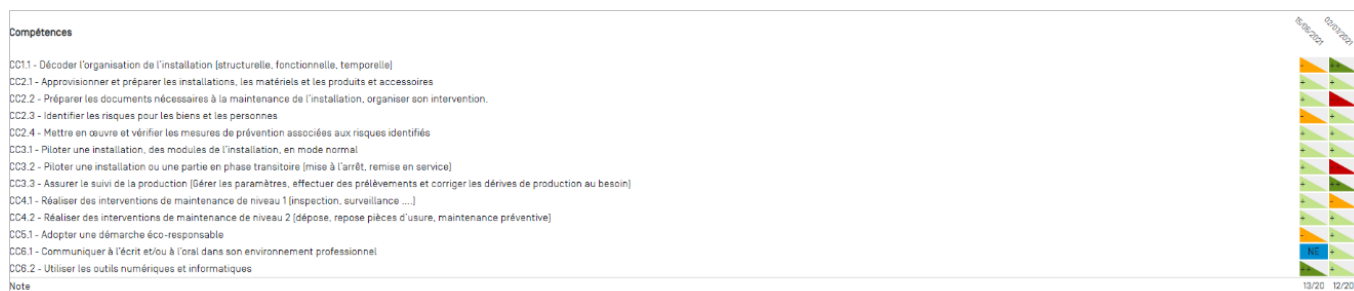 Compétences 15/06/2021 02/07/2021
CC1.1 - Décoder l'organisation de l'installation (structurelle, fonctionnelle, temporelle) - ++
CC2.1 - Approvisionner et préparer les installations, les matériels et les produits et accessoires + +
CC2.2 - Préparer les documents nécessaires à la maintenance de l'installation, organiser son intervention. +
CC2.3 - Identifier les risques pour les biens et les personnes - +
CC2.4 - Mettre en œuvre et vérifier les mesures de prévention associées aux risques identifiés + +
CC3.1 - Piloter une installation, des modules de l'installation, en mode normal + +
CC3.2 - Piloter une installation ou une partie en phase transitoire (mise à l'arrêt, remise en service) +
CC3.3 - Assurer le suivi de la production (Gérer les paramètres, effectuer des prélèvements et corriger les dérives de production au besoin) + ++
CC4.1 - Réaliser des interventions de maintenance de niveau 1 (inspection, surveillance ....) + -
CC4.2 - Réaliser des interventions de maintenance de niveau 2 (dépose, repose pièces d'usure, maintenance préventive) + +
CC5.1 - Adopter une démarche éco-responsable - +
CC6.1 - Communiquer à l'écrit et/ou à l'oral dans son environnement professionnel NE +
CC6.2 - Utiliser les outils numériques et informatiques ++ +
Note 13/20 12/20